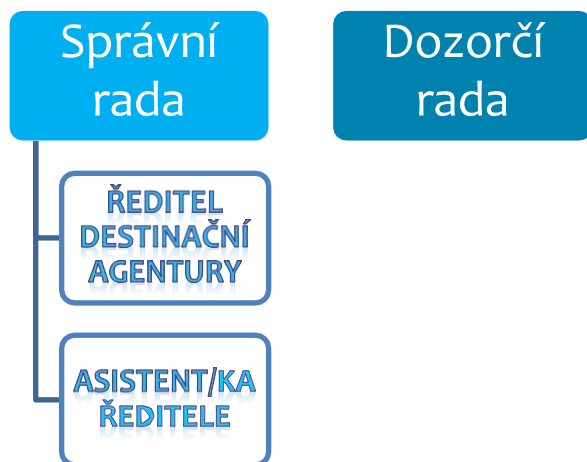 Správní
rada
Dozorčí
rada
ŘEDITEL
DESTINAČNÍ
AGENTURY
ASISTENT/KA
ŘEDITELE